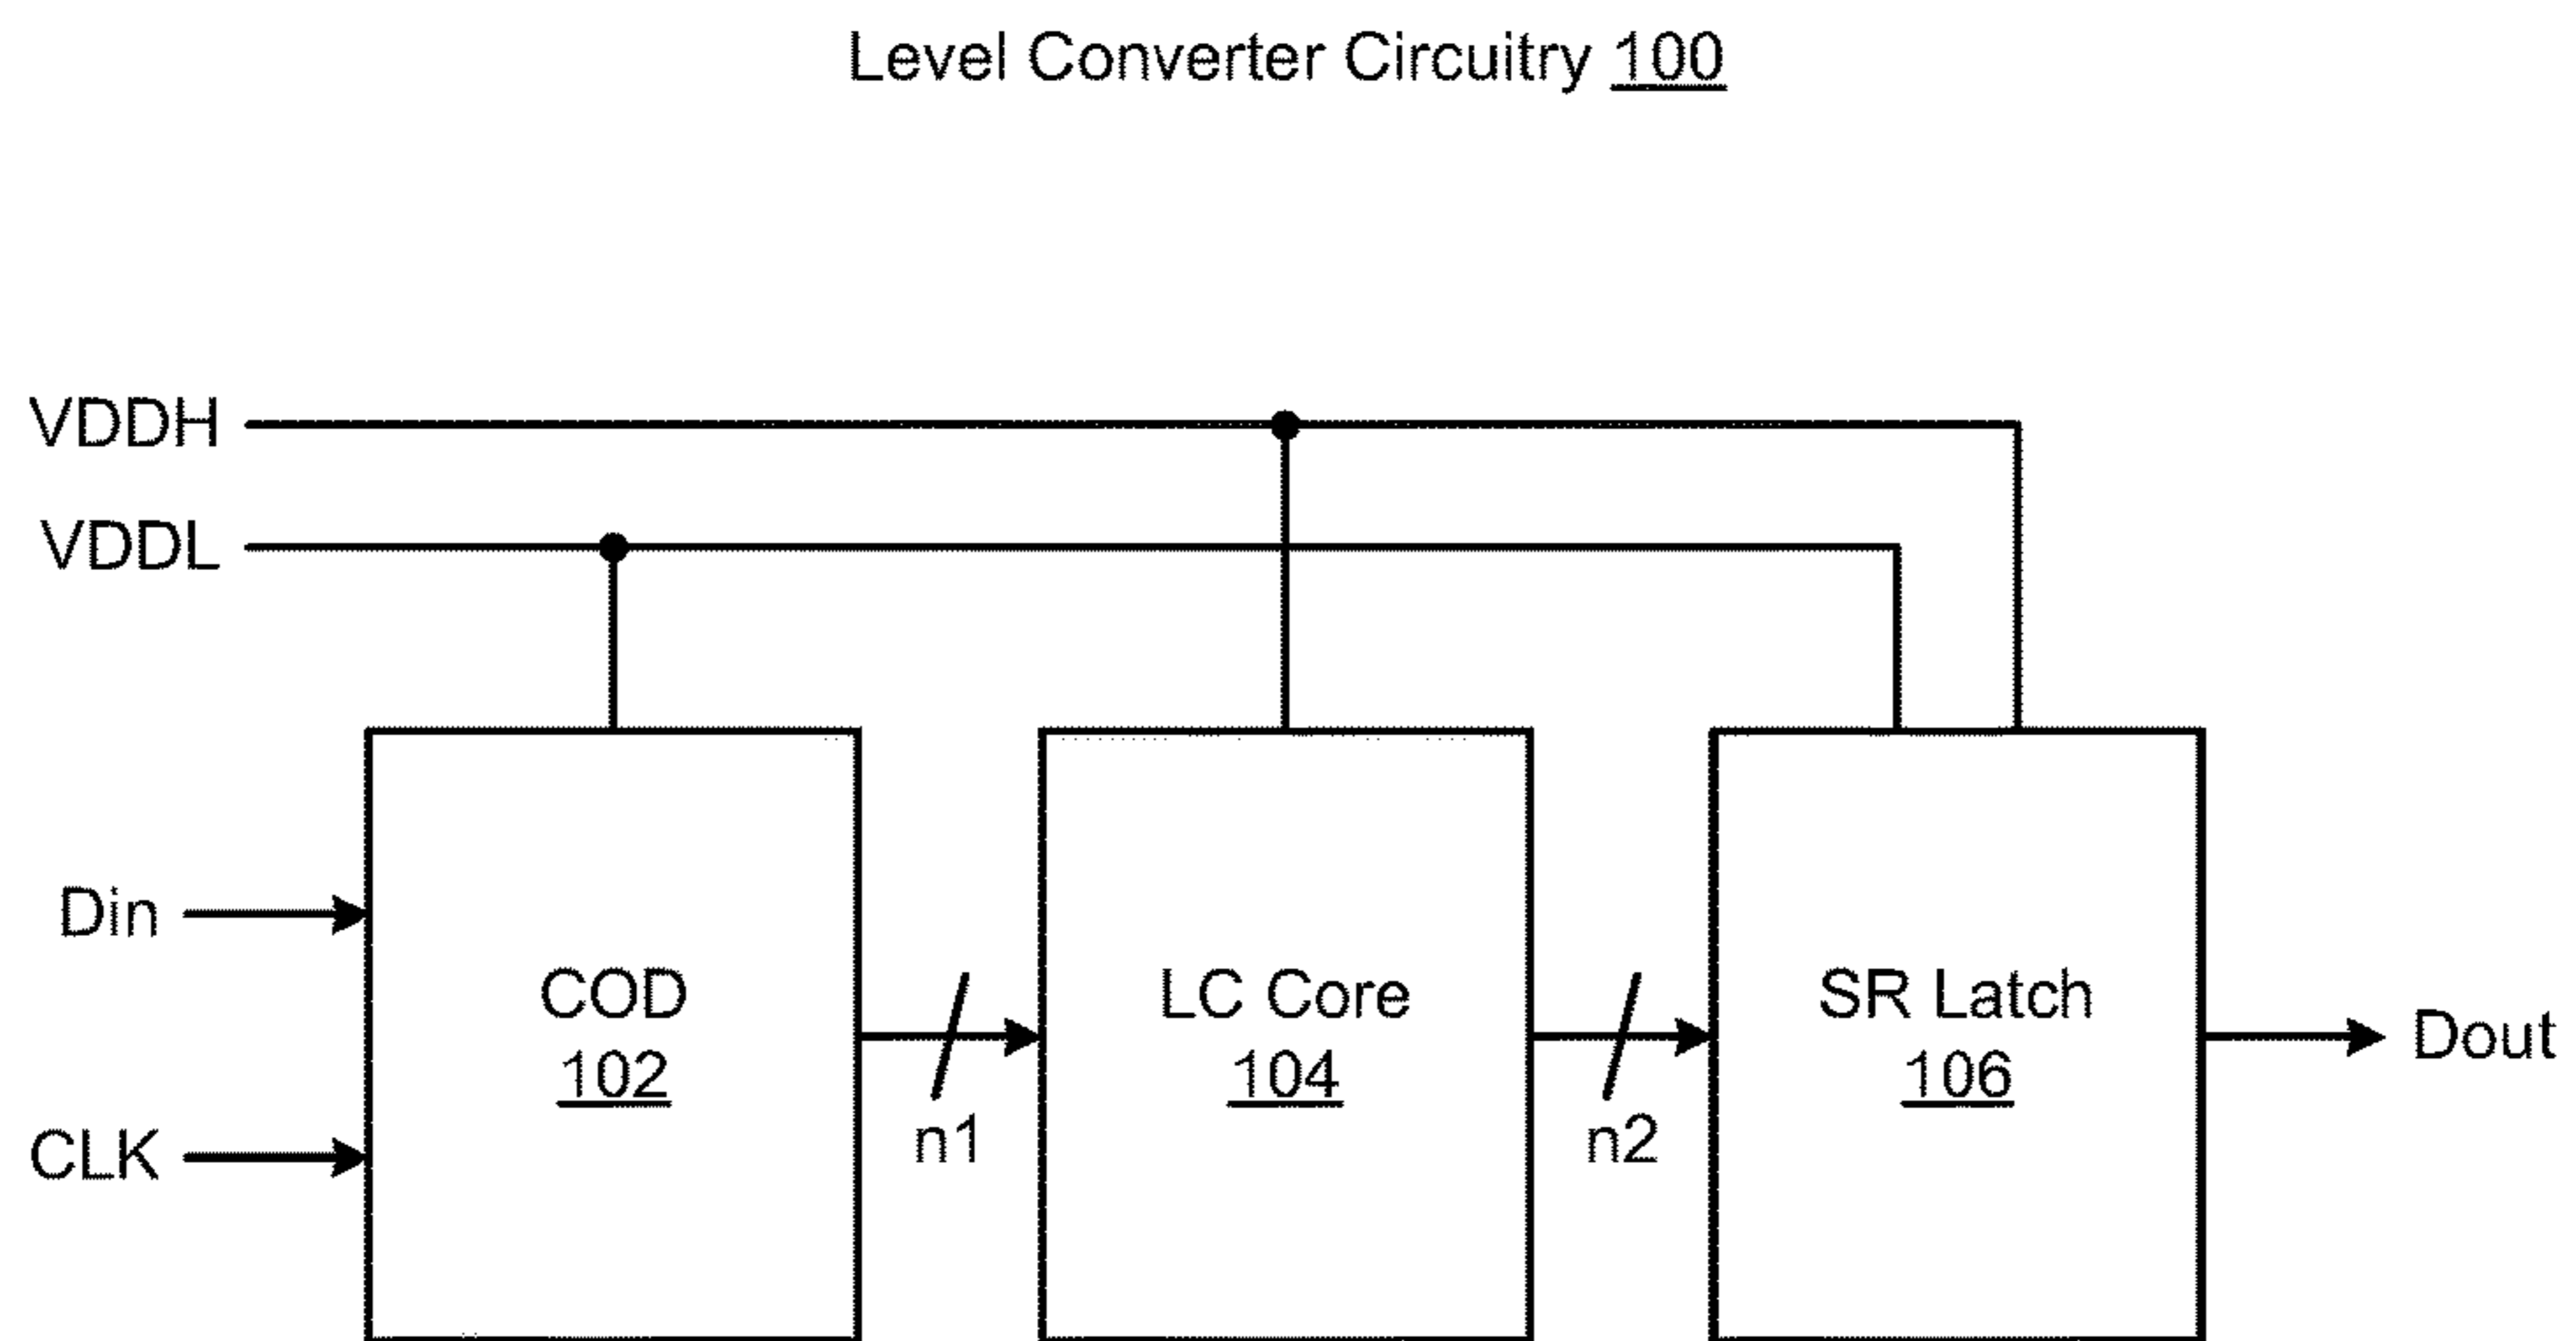 Level Converter Circuitry 100
VDDH
VDDL
Din
CLK
COD
102
n1
LC Core
104
n2
SR Latch
106
Dout